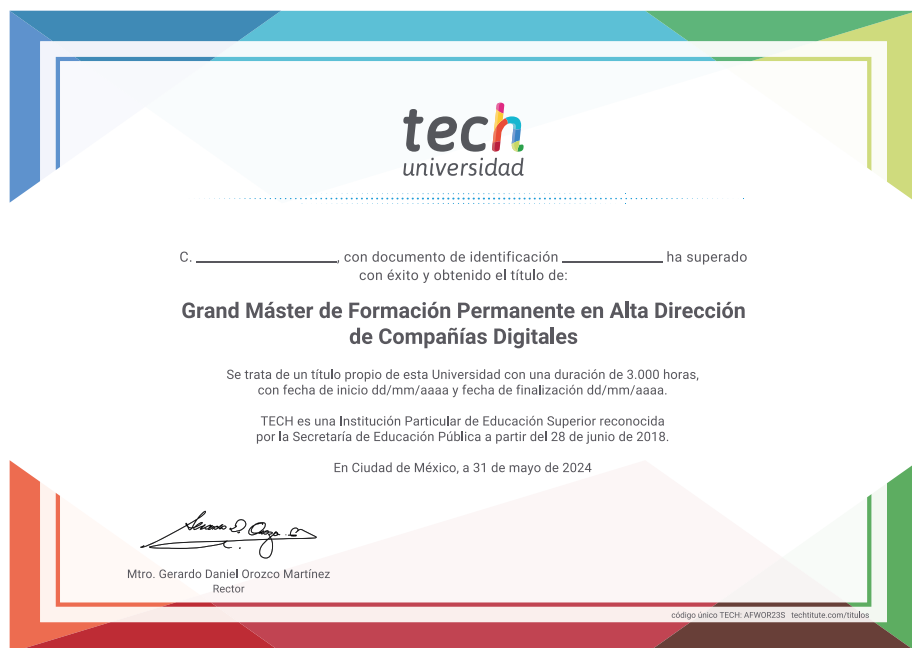 tech
universidad
C. ____________, con documento de identificación ____________ ha superado
con éxito y obtenido el título de:
Grand Máster de Formación Permanente en Alta Dirección
de Compañías Digitales
Se trata de un título propio de esta Universidad con una duración de 3.000 horas,
con fecha de inicio dd/mm/aaaa y fecha de finalización dd/mm/aaaa.
TECH es una Institución Particular de Educación Superior reconocida
por la Secretaría de Educación Pública a partir del 28 de junio de 2018.
En Ciudad de México, a 31 de mayo de 2024
Mtro. Gerardo Daniel Orozco Martínez
Rector
código único TECH: AFWOR23S techtitute.com/titulos